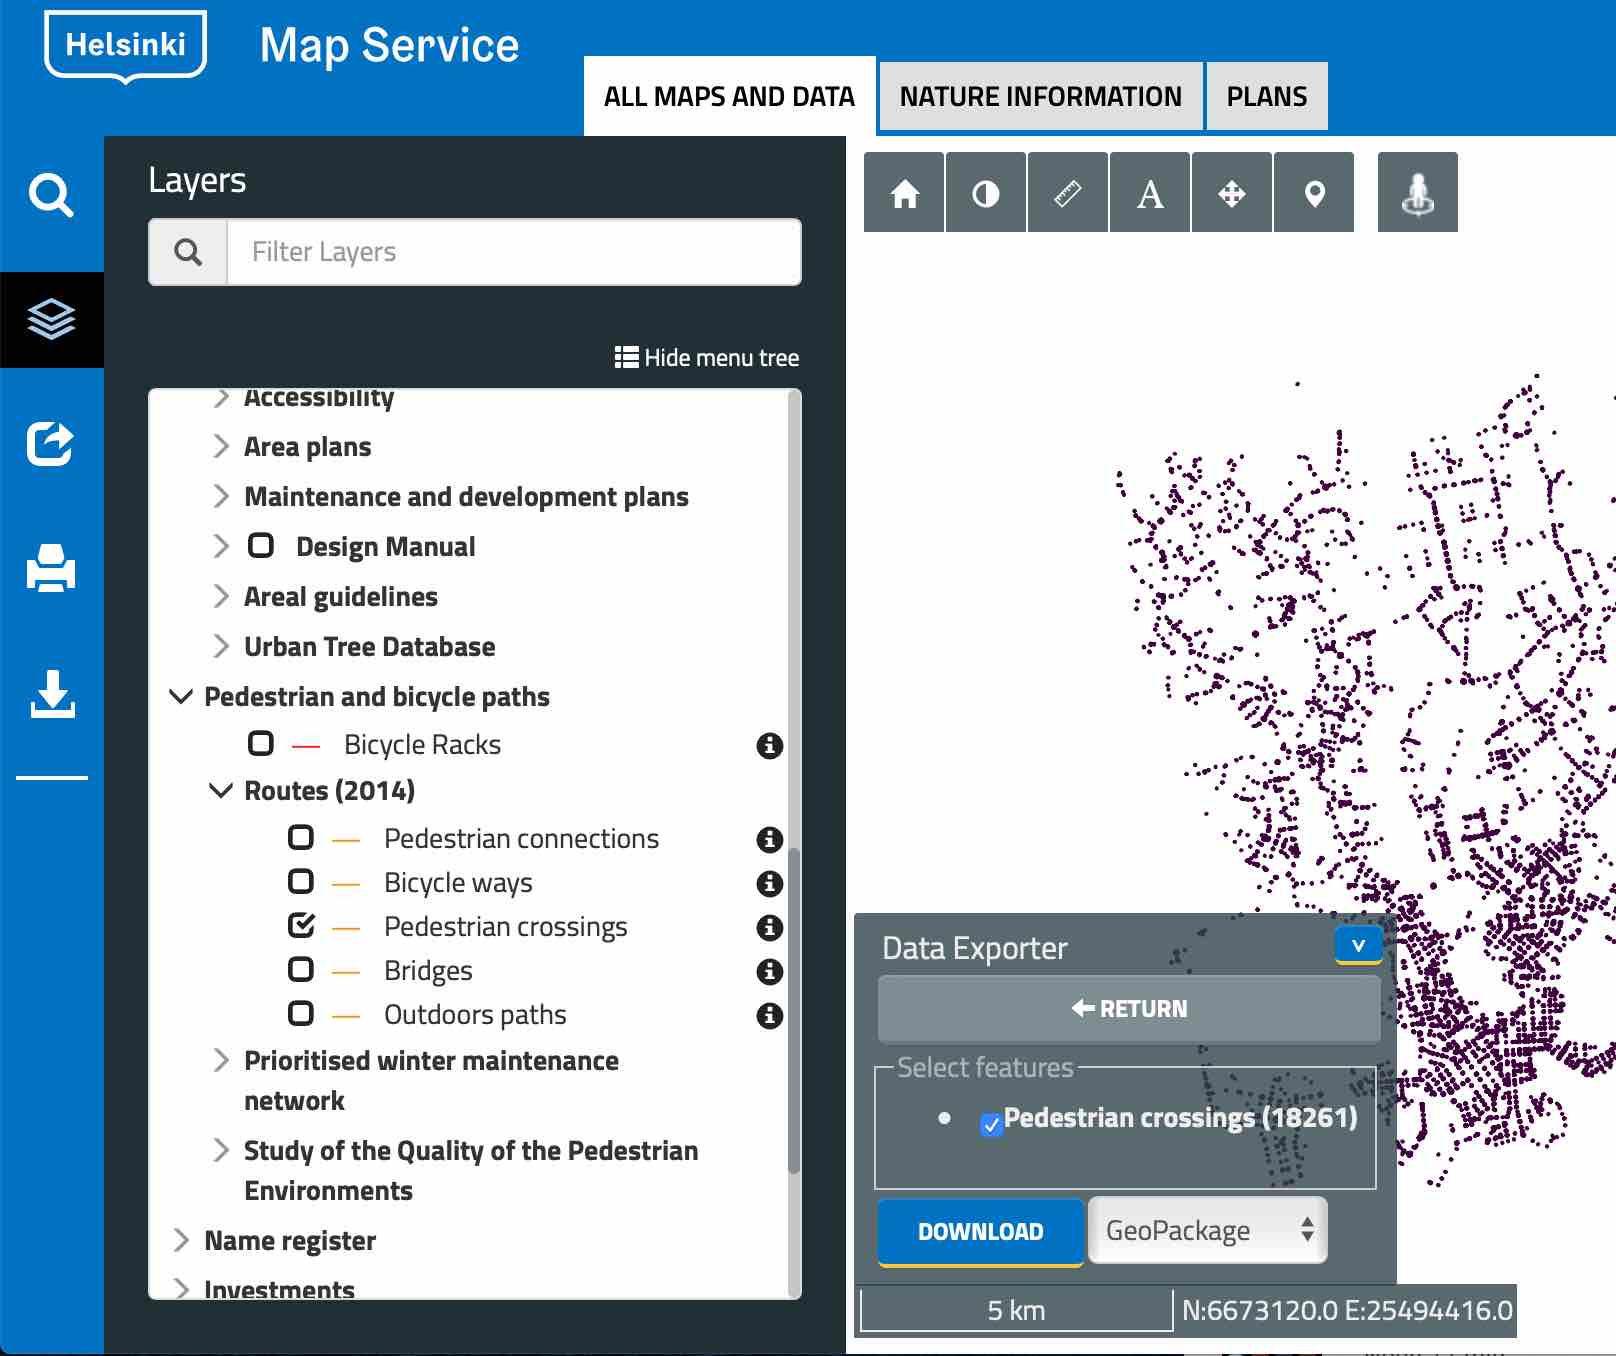 Helsinki
Map Service
ALL MAPS AND DATA
NATURE INFORMATION
PLANS
Layers
Filter Layers
Hide menu tree
Accessibility
Area plans
Maintenance and development plans
Design Manual
Areal guidelines
Urban Tree Database
Pedestrian and bicycle paths
Bicycle Racks
Routes (2014)
Pedestrian connections
Bicycle ways
Pedestrian crossings
Bridges
Outdoors paths
Prioritised winter maintenance
network
Study of the Quality of the Pedestrian
Environments
Name register
Investments
A
Data Exporter
v
RETURN
Select features
Pedestrian crossings (18261)
DOWNLOAD
GeoPackage
5 km
N:6673120.0 E:25494416.0